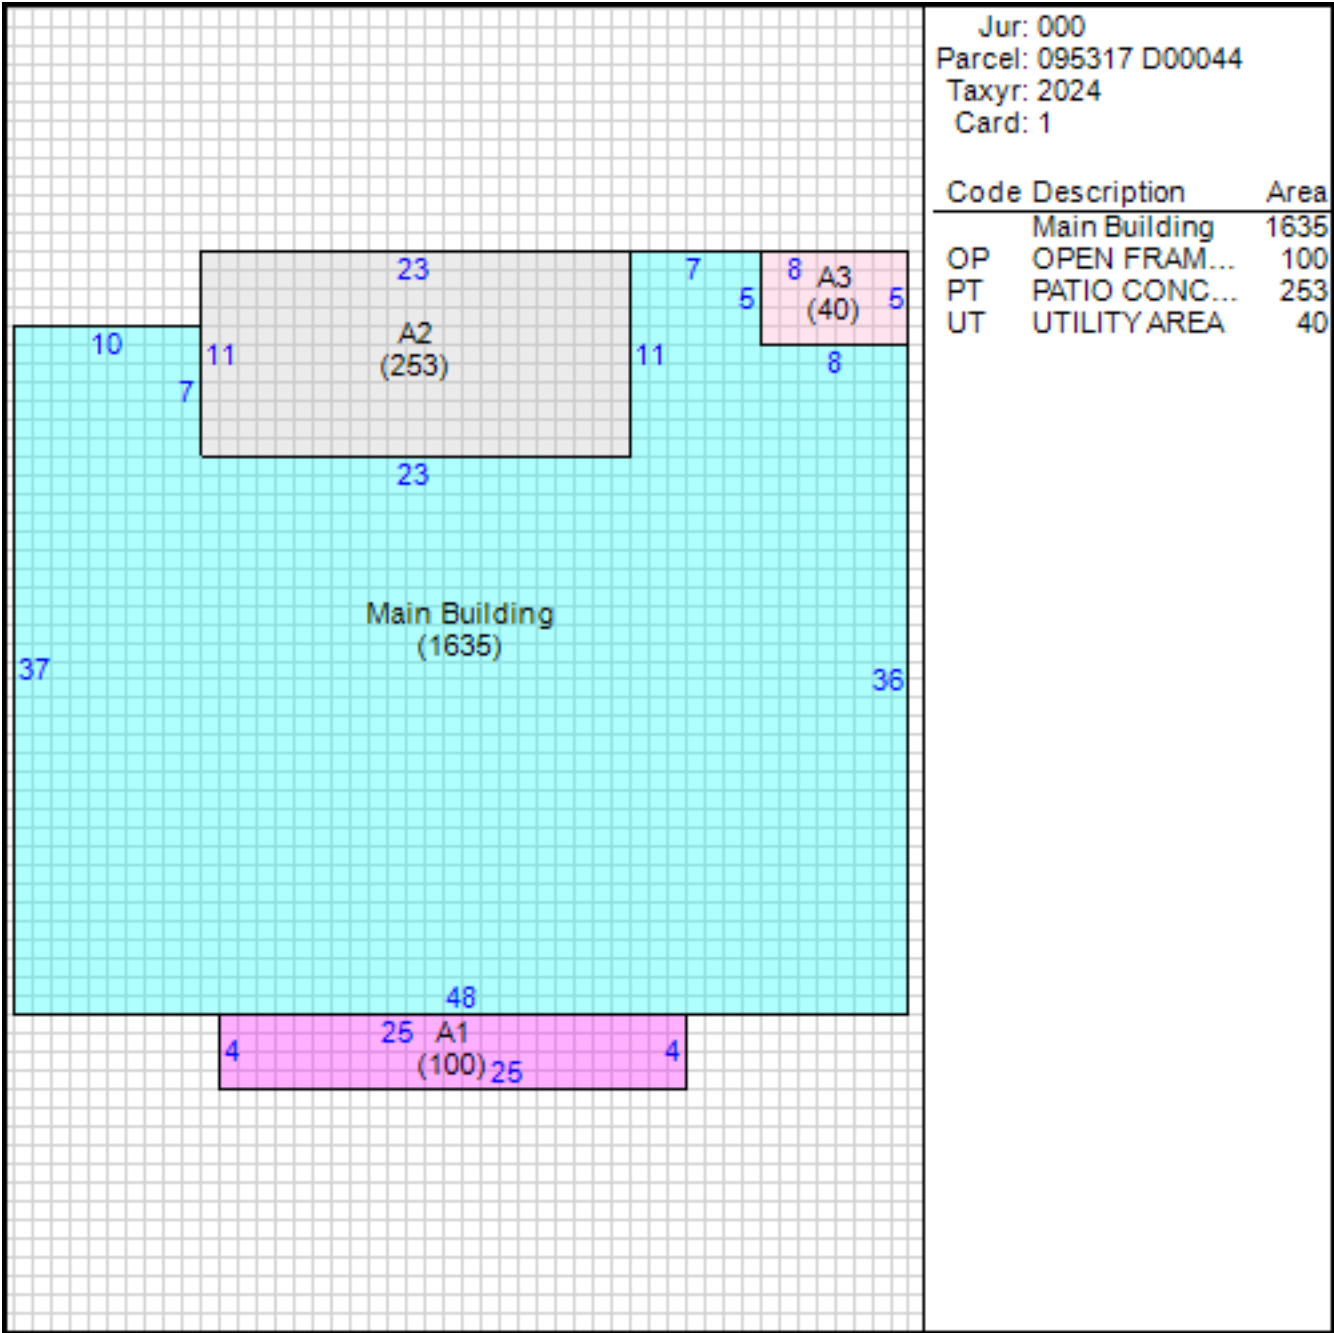 Jur: 000
Parcel: 095317 D00044
Taxyr: 2024
Card: 1
Code Description Area
Main Building 1635
OP OPEN FRAM... 100
PT PATIO CONC... 253
UT UTILITY AREA 40
23
7
8
A3
5
(40)
5
10
A2
11
(253)
11
8
7
23
Main Building
(1635)
37
36
48
25
A1
4
(100)
25
4